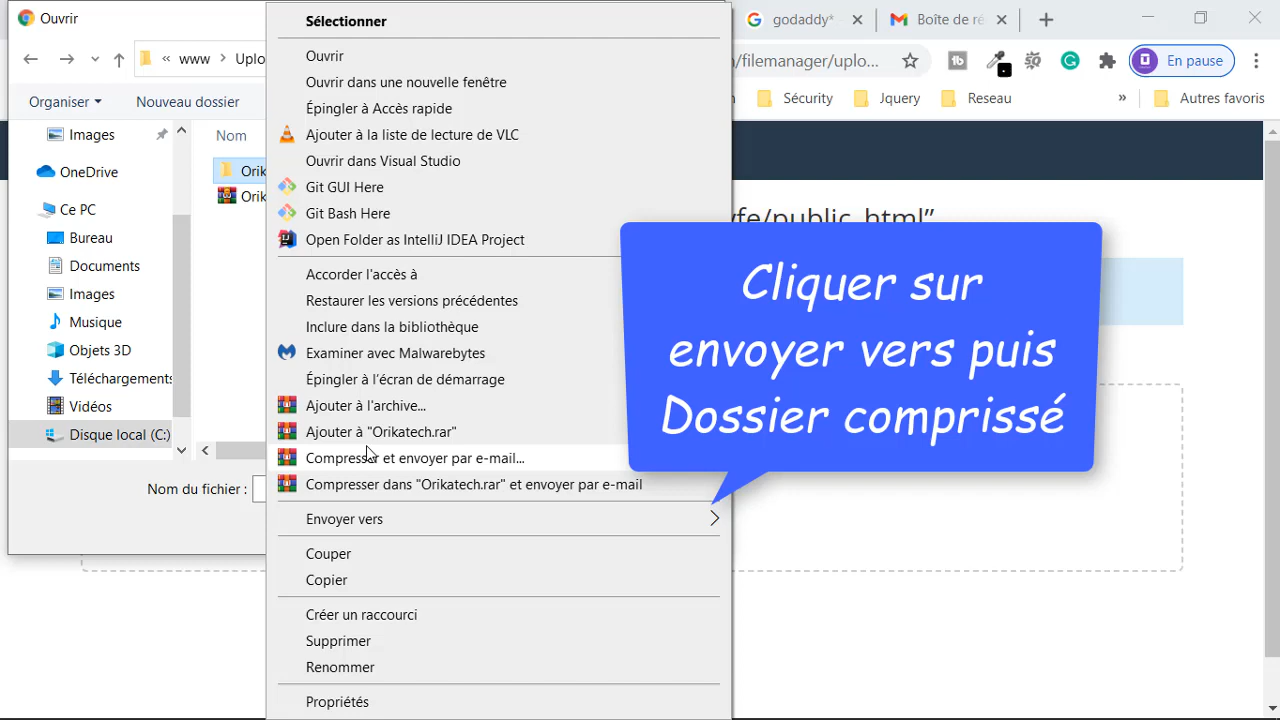 Ouvrir
www > Uplo
Organiser
Nouveau dossier
Nom
Images
OneDrive
Ce PC
Bureau
Documents
Images
Musique
Objets 3D
Téléchargements
Vidéos
Disque local (C:)
Orik
Orik
Nom du fichier :
Sélectionner
Ouvrir
Ouvrir dans une nouvelle fenêtre
Épingler à Accès rapide
Ajouter à la liste de lecture de VLC
Ouvrir dans Visual Studio
Git GUI Here
Git Bash Here
Open Folder as IntelliJ IDEA Project
Accorder l'accès à
Restaurer les versions précédentes
Inclure dans la bibliothèque
Examiner avec Malwarebytes
Épingler à l'écran de démarrage
Ajouter à l'archive...
Ajouter à "Orikatech.rar"
Compresser et envoyer par e-mail...
Compresser dans "Orikatech.rar" et envoyer par e-mail
Envoyer vers
Couper
Copier
Créer un raccourci
Supprimer
Renommer
Propriétés
godaddy*
Boîte de ré
/filemanager/uplo...
En pause
Sécurity
Jquery
Reseau
Autres favoris
/public_html”
Cliquer sur
envoyer vers puis
Dossier comprissé